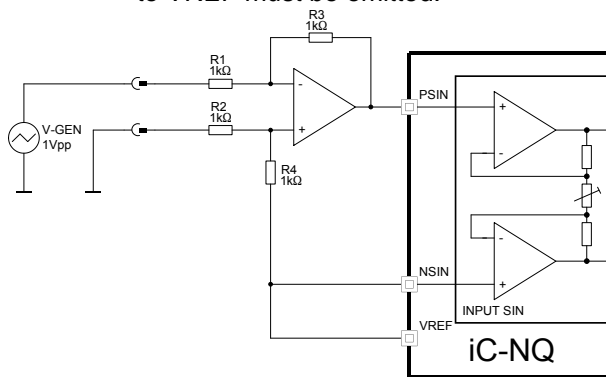 to VREF must be omitted.
R3
1kΩ
R1
1kΩ
-
+
PSIN
+
-
R2
1kΩ
V-GEN
1Vpp
R4
1kΩ
-
+
NSIN
INPUT SIN
VREF
iC-NQ